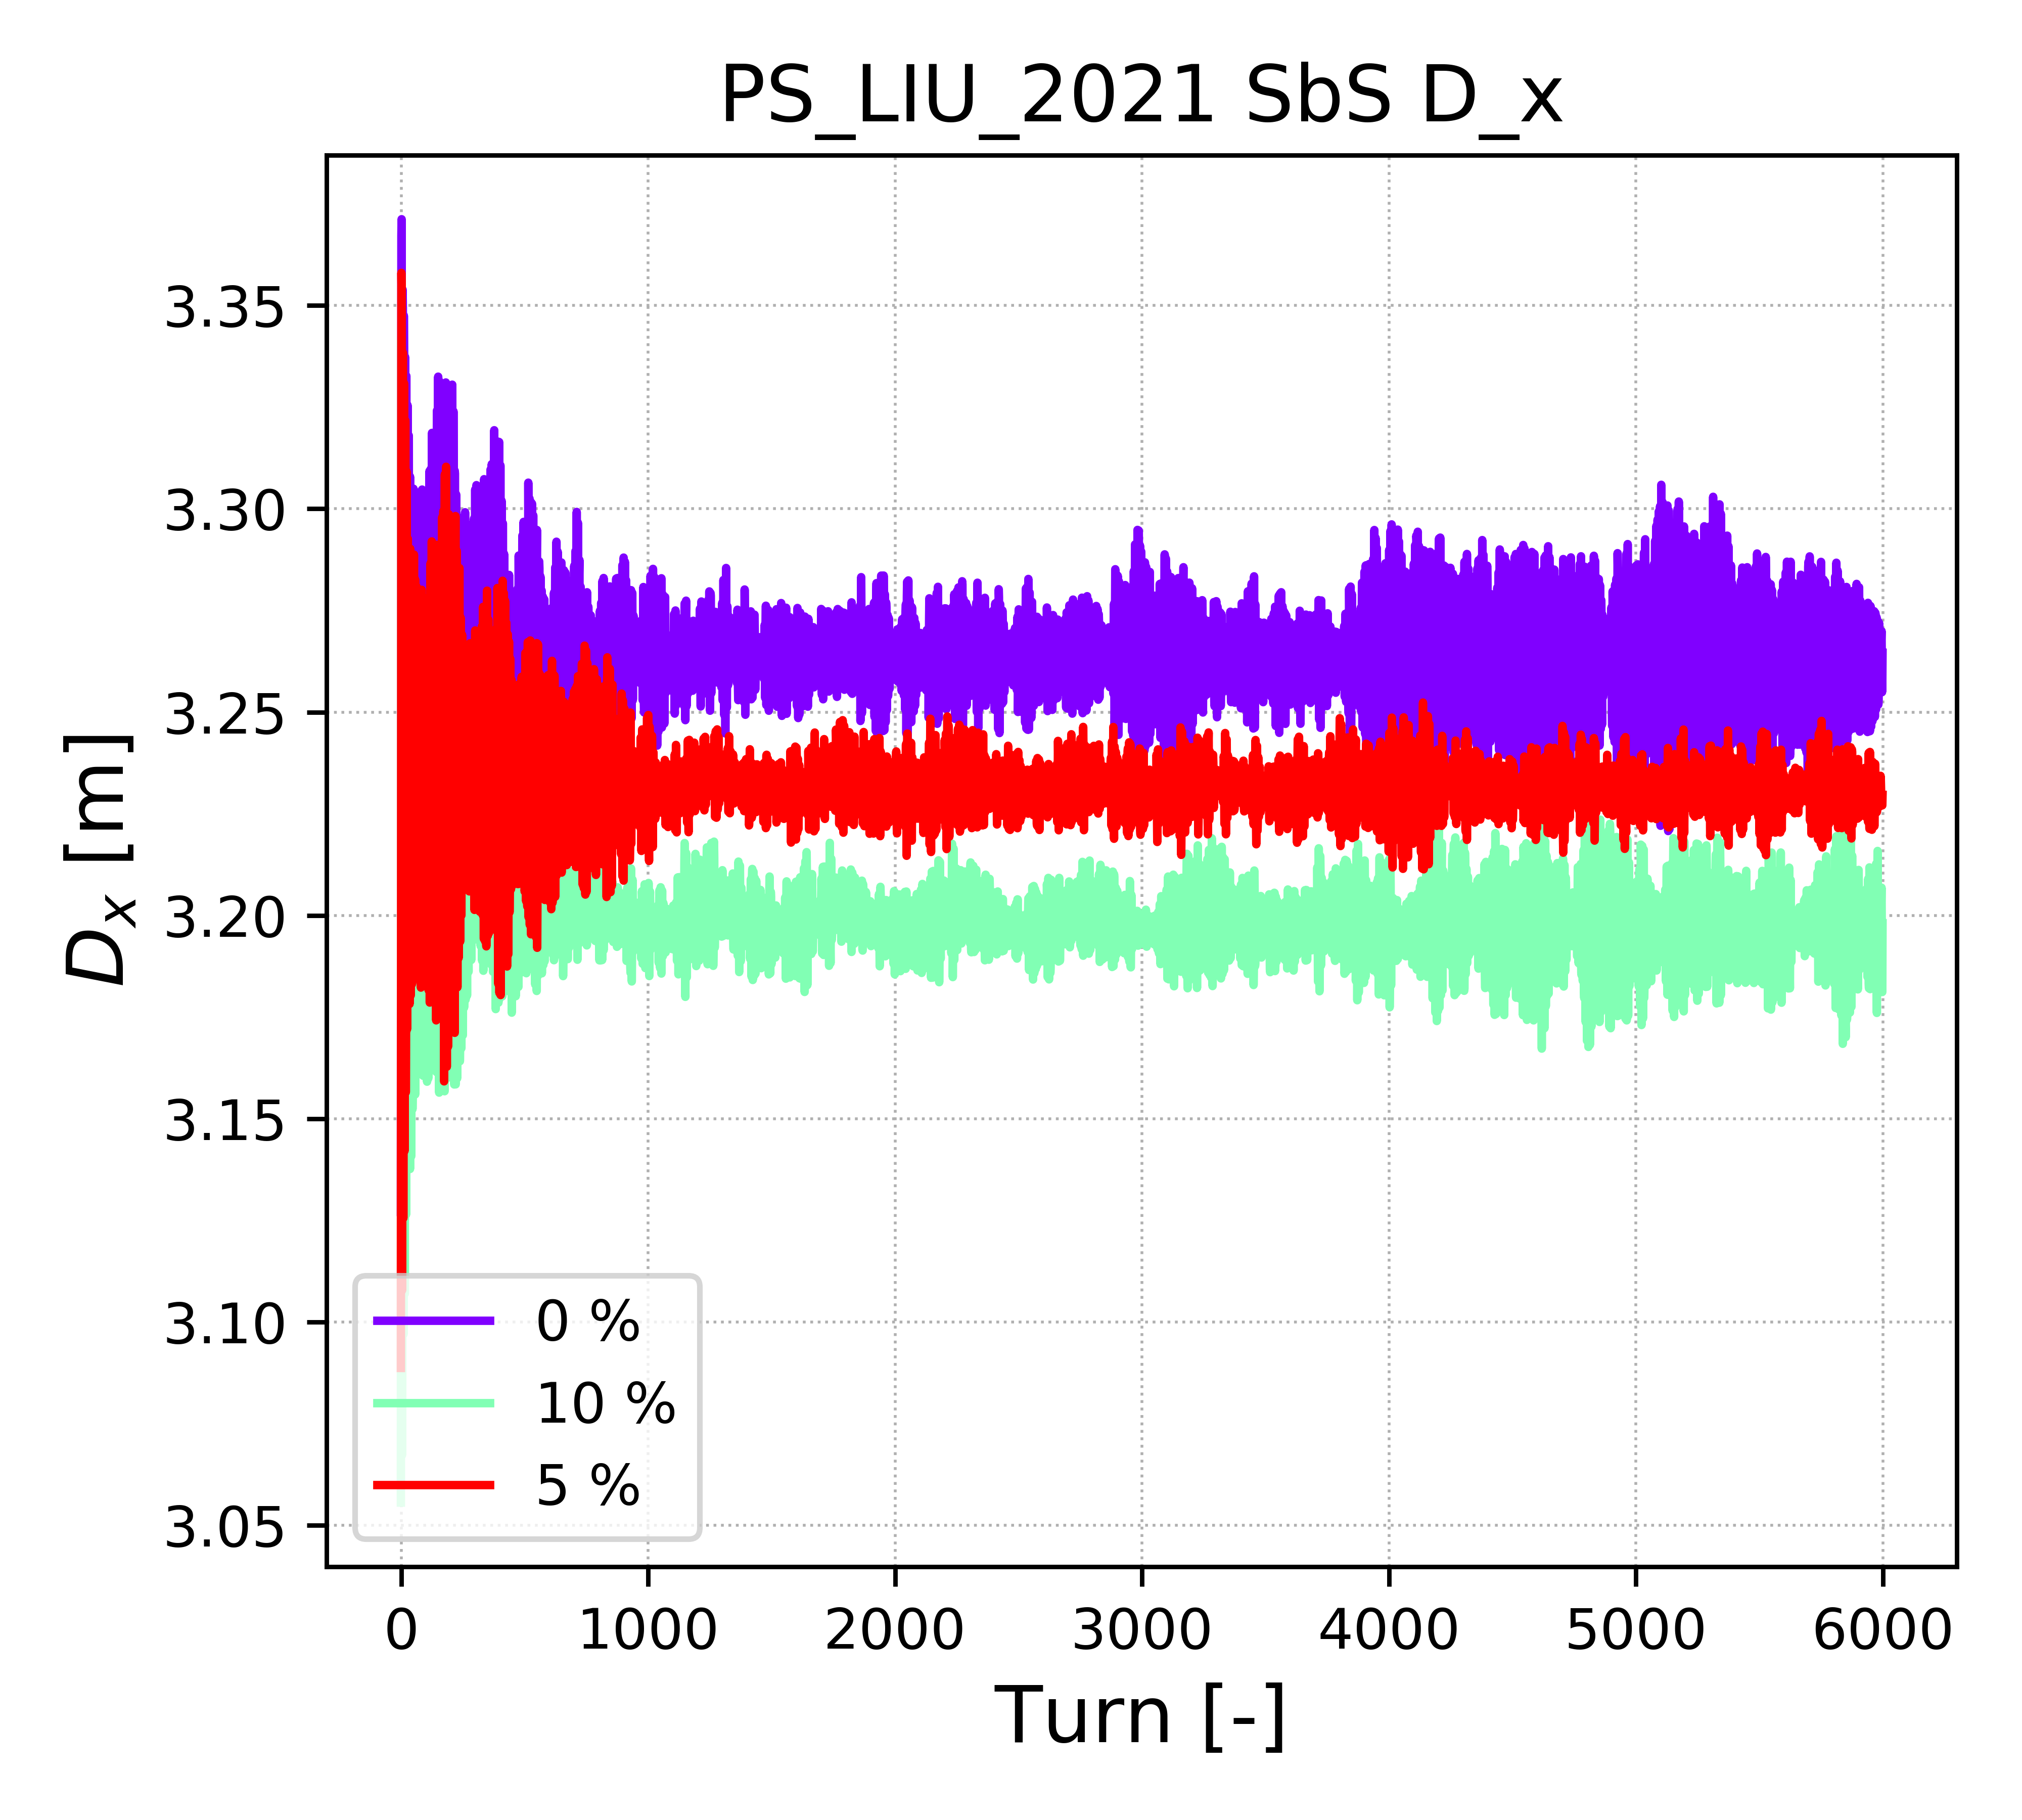 PS_LIU_2021 SbS D_x
D_x [m]
3.35
3.30
3.25
3.20
3.15
3.10
3.05
0 %
10 %
5 %
0 1000 2000 3000 4000 5000 6000
Turn [-]